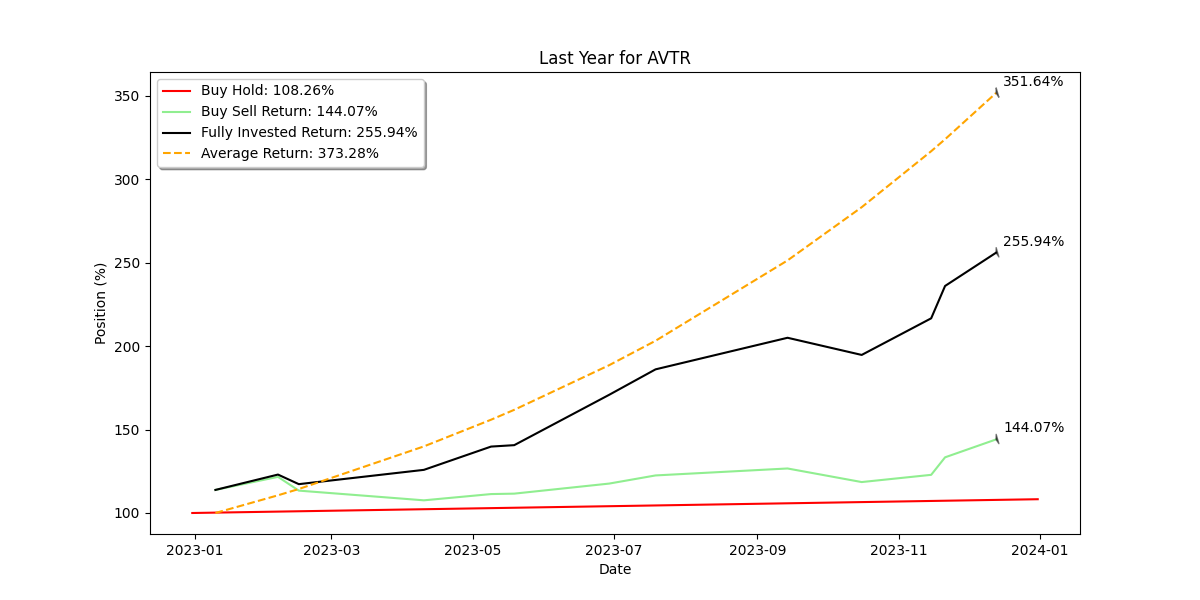 Last Year for AVTR
Buy Hold: 108.26%
Buy Sell Return: 144.07%
Fully Invested Return: 255.94%
Average Return: 373.28%
351.64%
255.94%
144.07%
Position (%)
350
300
250
200
150
100
2023-01
2023-03
2023-05
2023-07
2023-09
2023-11
2024-01
Date